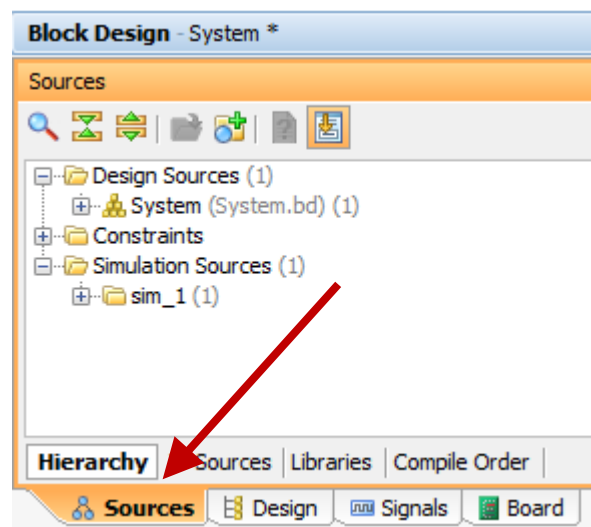 Block Design - System *
Sources
Design Sources (1)
System (System.bd) (1)
Constraints
Simulation Sources (1)
sim_1 (1)
Hierarchy Sources Libraries Compile Order
Sources Design Signals Board